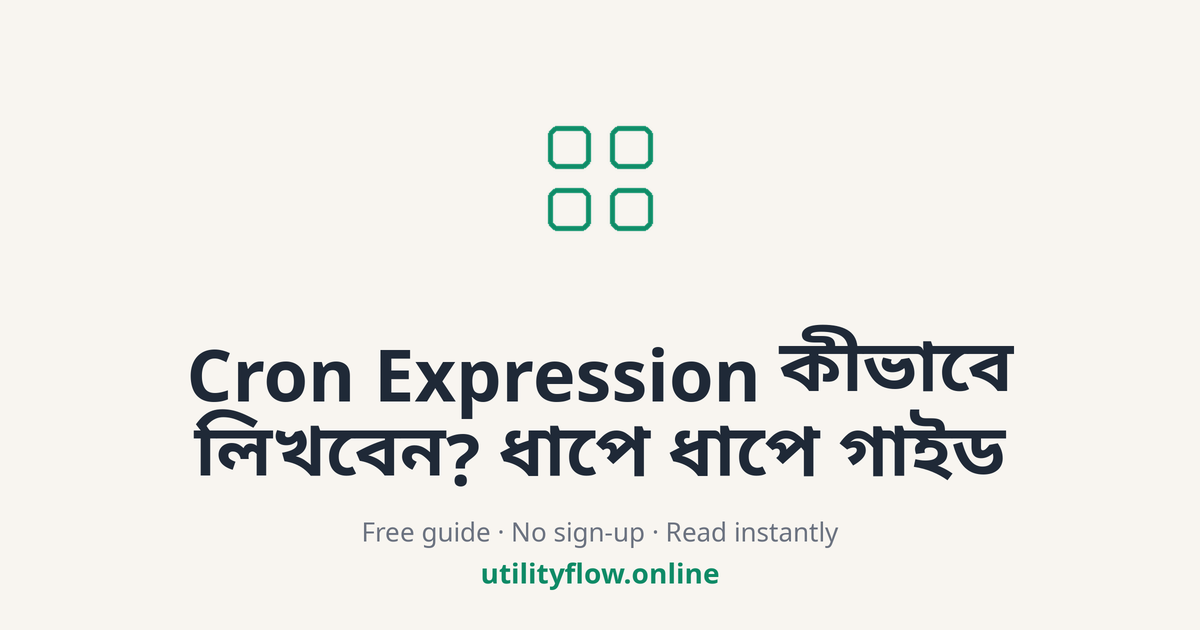 Cron Expression কীভাবে
লিখবেন? ধাপে ধাপে গাইড
Free guide · No sign-up · Read instantly
utilityflow.online